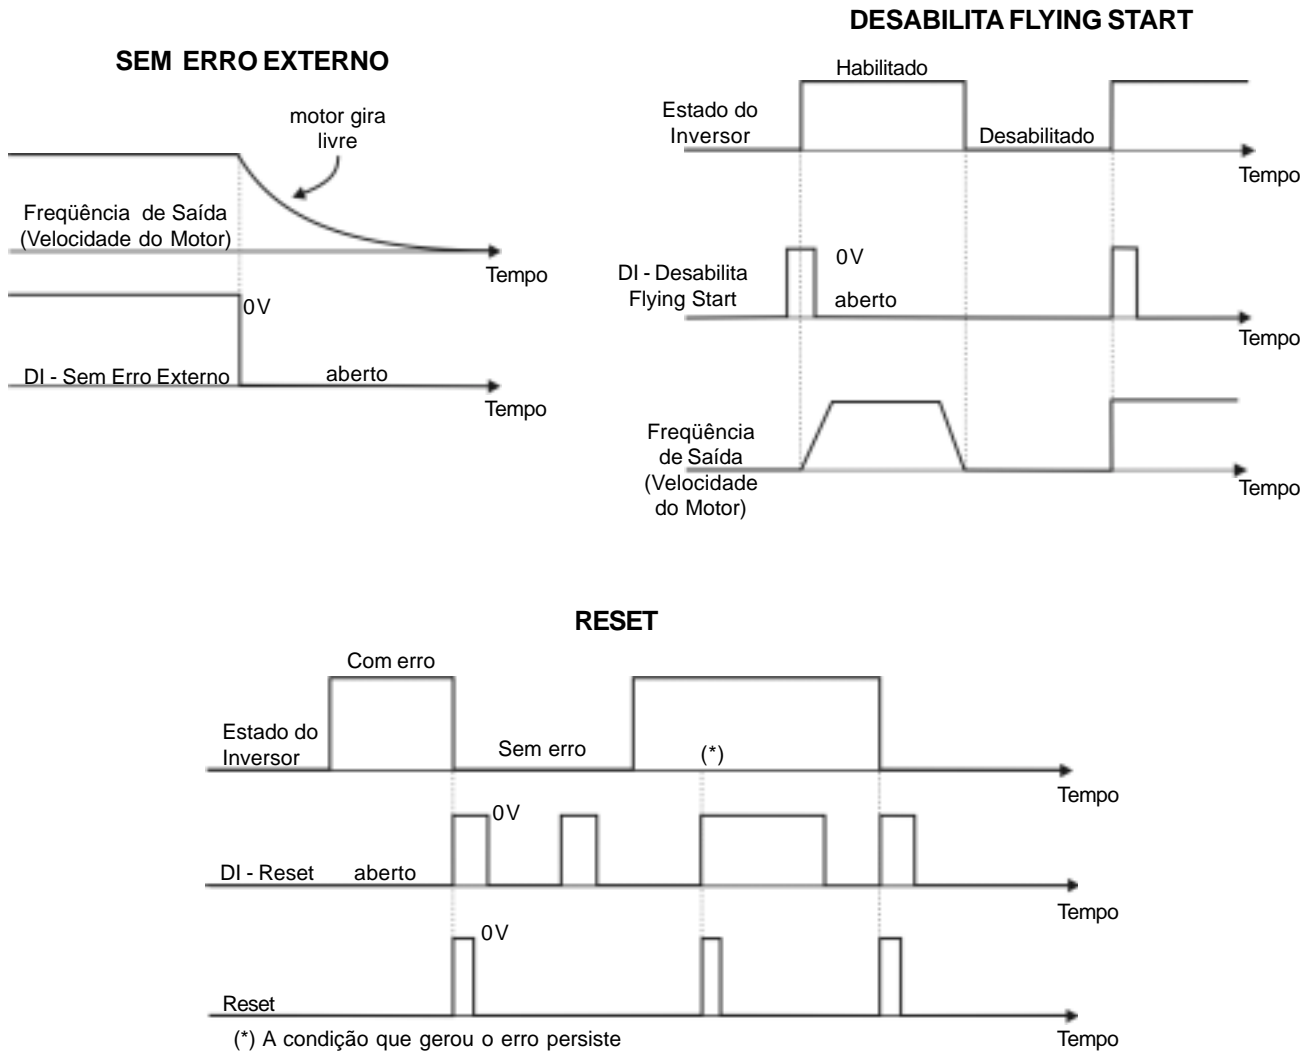 SEM ERRO EXTERNO
motor gira
livre
Freqüência de Saída
(Velocidade do Motor)
Tempo
0V
DI - Sem Erro Externo
aberto
Tempo
DESABILITA FLYING START
Habilitado
Estado do
Inversor
Desabilitado
Tempo
DI - Desabilita
Flying Start
0V
aberto
Tempo
Freqüência
de Saída
(Velocidade
do Motor)
Tempo
RESET
Com erro
Estado do
Inversor
Sem erro
(*)
Tempo
0V
DI - Reset
aberto
Tempo
0V
Reset
Tempo
(*) A condição que gerou o erro persiste